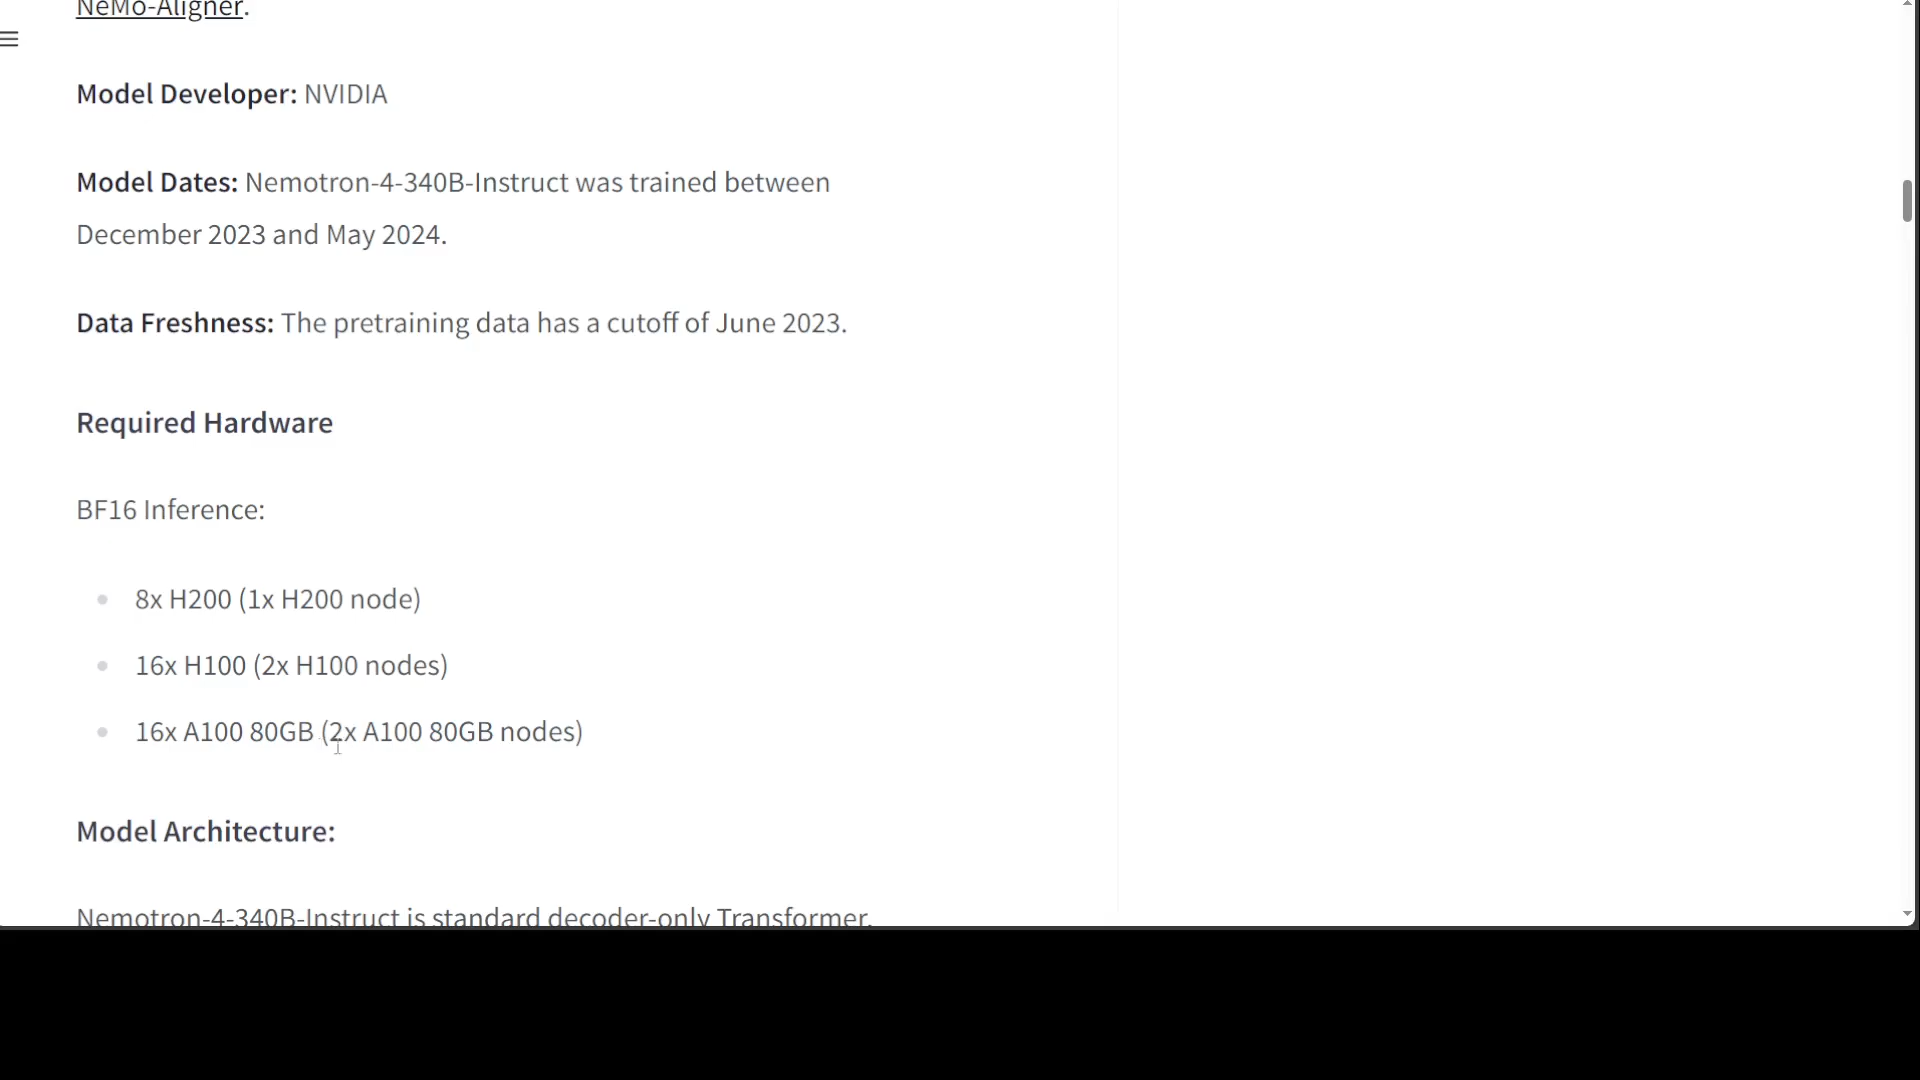 NeMo-Aligner.
Model Developer: NVIDIA
Model Dates: Nemotron-4-340B-Instruct was trained between
December 2023 and May 2024.
Data Freshness: The pretraining data has a cutoff of June 2023.
Required Hardware
BF16 Inference:
8x H200 (1x H200 node)
16x H100 (2x H100 nodes)
16x A100 80GB (2x A100 80GB nodes)
Model Architecture:
Nemotron-4-340B-Instruct is standard decoder-only Transformer,